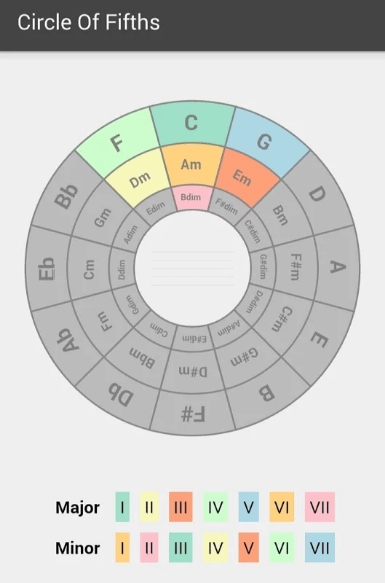 Circle Of Fifths
C
G
D
A
E
B
F#
Db
Ab
Eb
Bb
F
Am
Em
Bm
F#m
C#m
G#m
D#m
Bbm
Fm
Cm
Gm
Dm
Bdim
F#dim
C#dim
G#dim
D#dim
A#dim
E#dim
Cdim
Gdim
Ddim
Adim
Edim
Major I II III IV V VI VII
Minor I II III IV V VI VII